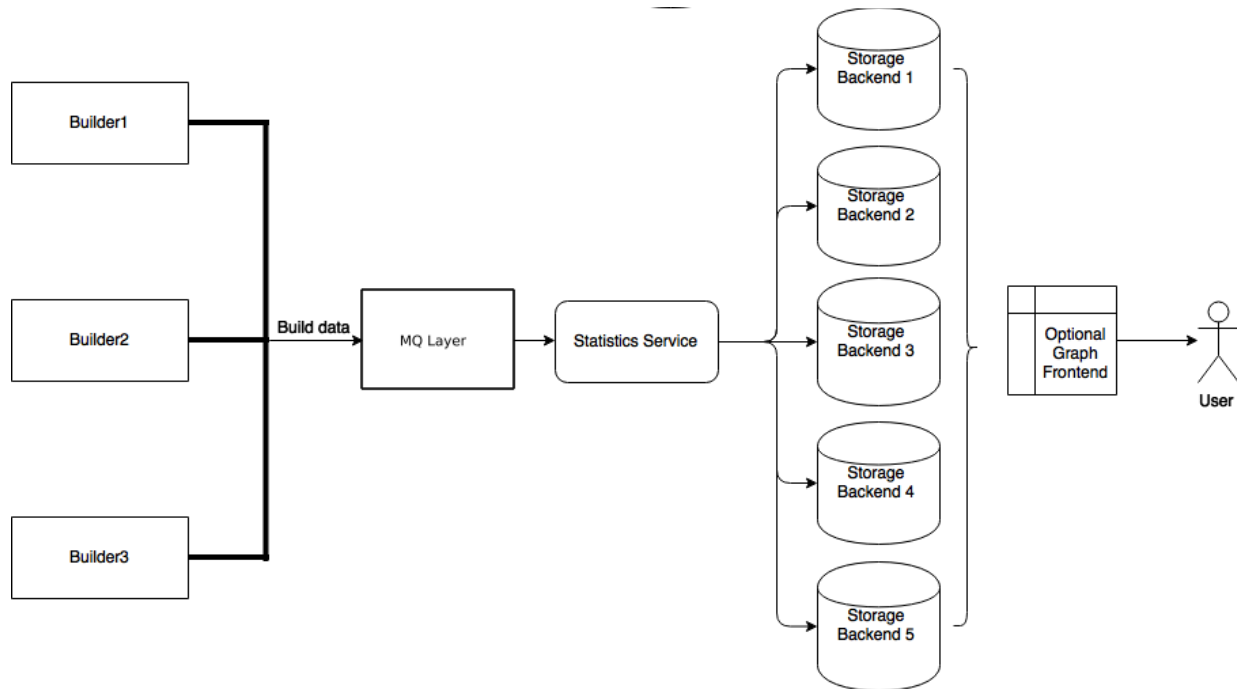 Builder1
Builder2
Builder3
Build data
MQ Layer
Statistics Service
Storage
Backend 1
Storage
Backend 2
Storage
Backend 3
Storage
Backend 4
Storage
Backend 5
Optional
Graph
Frontend
User